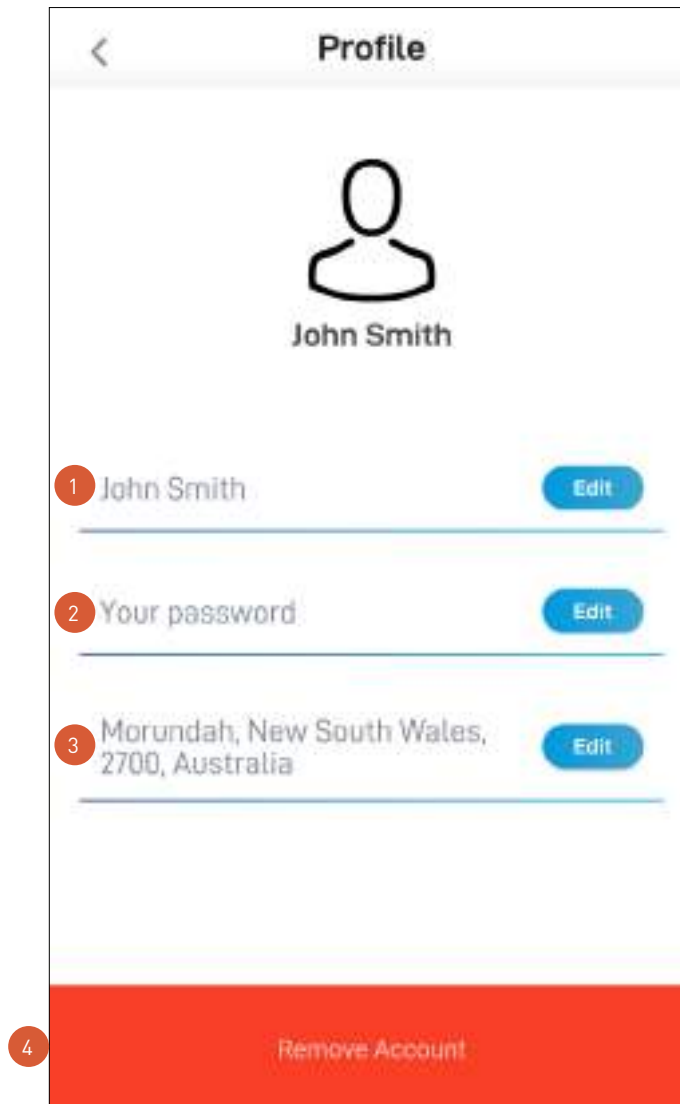 Profile
John Smith
1 John Smith Edit
2 Your password Edit
3 Morundah, New South Wales,
2700, Australia Edit
4 Remove Account